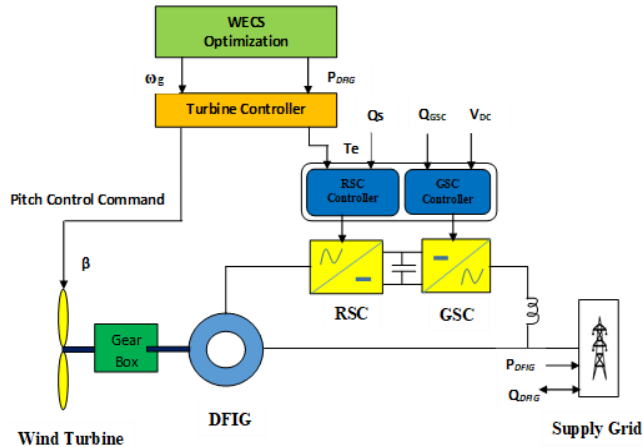 WECS
Optimization
ωg
PDFIG
Turbine Controller
Qs
QGSC
VDC
Te
RSC
Controller
GSC
Controller
Pitch Control Command
β
RSC
GSC
Gear
Box
DFIG
PDFIG
QDFIG
Wind Turbine
Supply Grid